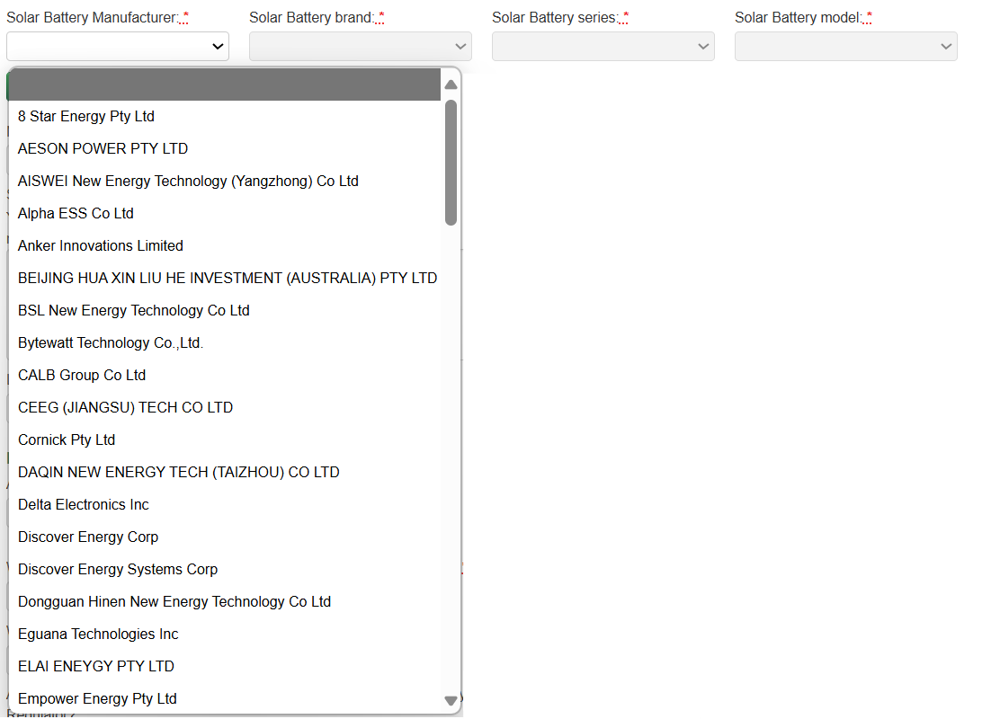 Solar Battery Manufacturer: *
Solar Battery brand: *
Solar Battery series: *
Solar Battery model: *
8 Star Energy Pty Ltd
AESON POWER PTY LTD
AISWEI New Energy Technology (Yangzhong) Co Ltd
Alpha ESS Co Ltd
Anker Innovations Limited
BEIJING HUA XIN LIU HE INVESTMENT (AUSTRALIA) PTY LTD
BSL New Energy Technology Co Ltd
Bytewatt Technology Co.,Ltd.
CALB Group Co Ltd
CEEG (JIANGSU) TECH CO LTD
Cornick Pty Ltd
DAQIN NEW ENERGY TECH (TAIZHOU) CO LTD
Delta Electronics Inc
Discover Energy Corp
Discover Energy Systems Corp
Dongguan Hinen New Energy Technology Co Ltd
Eguana Technologies Inc
ELAI ENEYGY PTY LTD
Empower Energy Pty Ltd